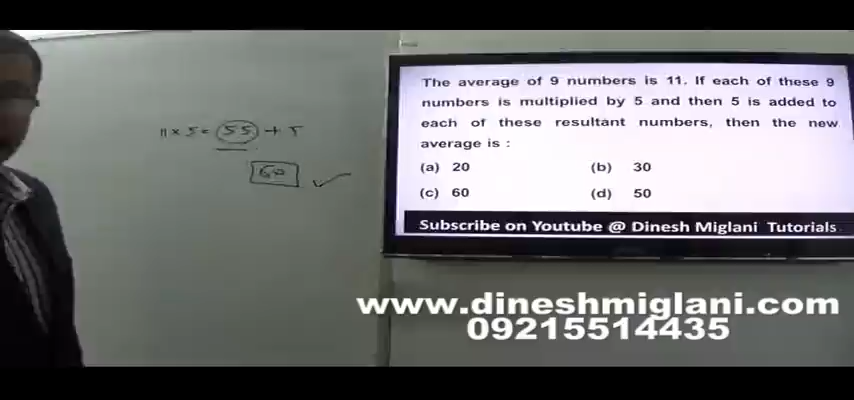 11 x 5 = 55 + 5
60
The average of 9 numbers is 11. If each of these 9
numbers is multiplied by 5 and then 5 is added to
each of these resultant numbers, then the new
average is :
(a) 20 (b) 30
(c) 60 (d) 50
Subscribe on Youtube @ Dinesh Miglani Tutorials
www.dineshmiglani.com
09215514435